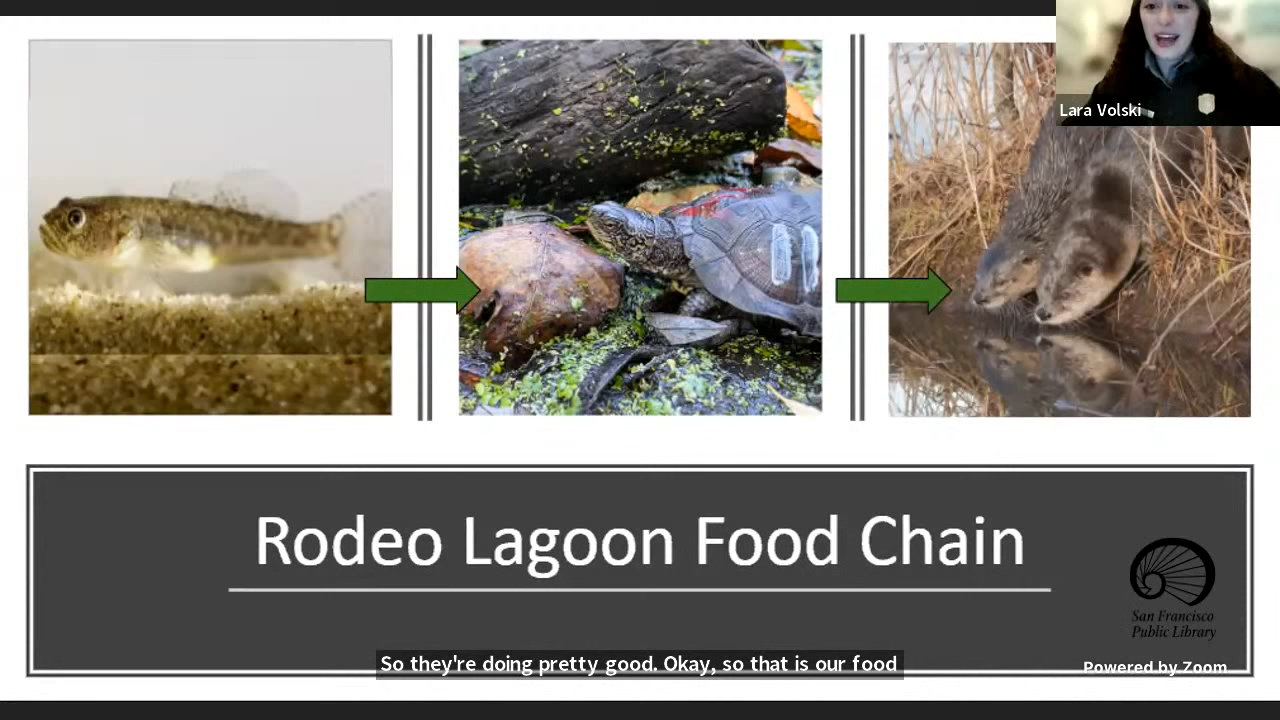 Lara Volski
Rodeo Lagoon Food Chain
San Francisco
Public Library
So they're doing pretty good. Okay, so that is our food
Powered by Zoom